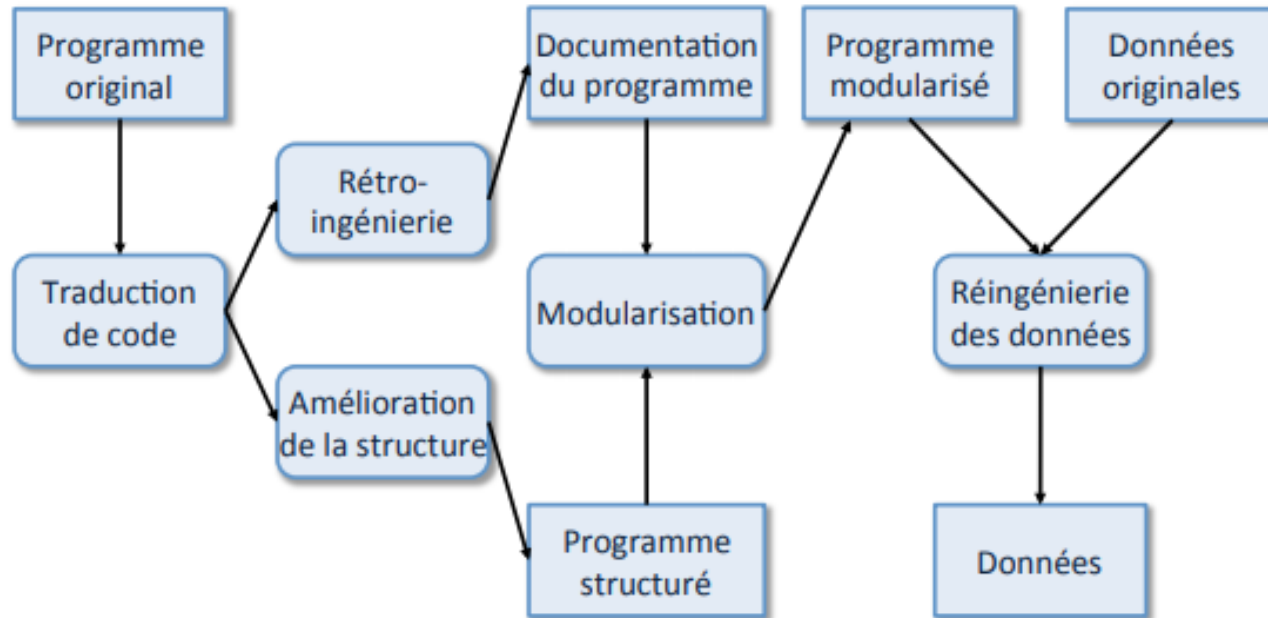 Programme
original
Documentation
du programme
Programme
modularisé
Données
originales
Rétro-
ingénierie
Traduction
de code
Modularisation
Réingénierie
des données
Amélioration
de la structure
Programme
structuré
Données